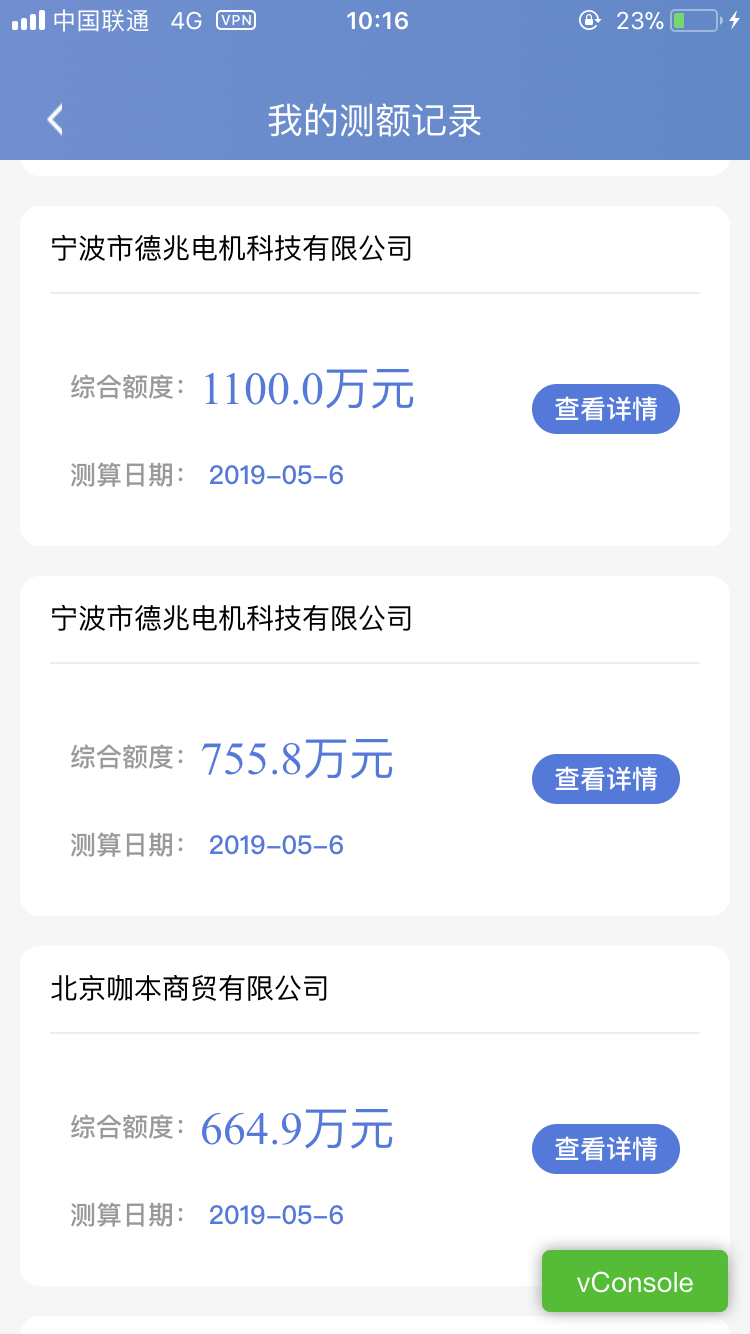 中国联通 4G VPN 10:16 23%
我的测额记录
宁波市德兆电机科技有限公司
综合额度： 1100.0万元
查看详情
测算日期： 2019-05-6
宁波市德兆电机科技有限公司
综合额度： 755.8万元
查看详情
测算日期： 2019-05-6
北京咖本商贸有限公司
综合额度： 664.9万元
查看详情
测算日期： 2019-05-6
vConsole